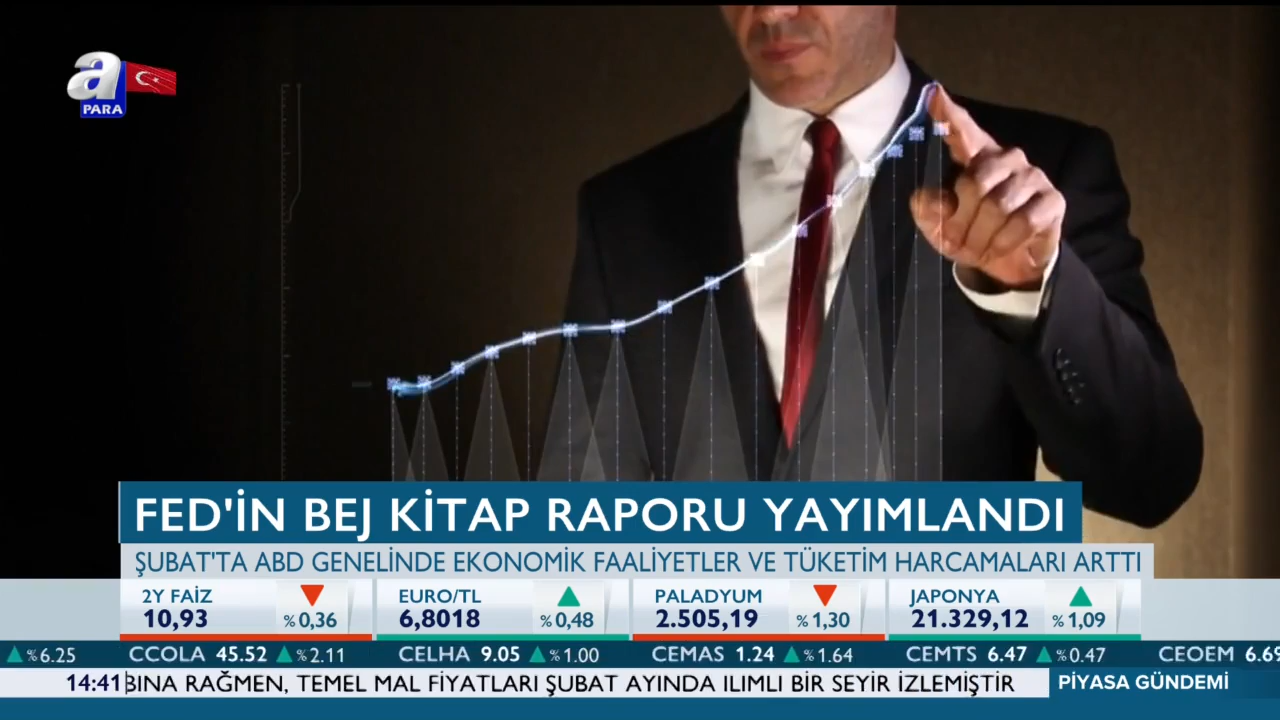 a
PARA
FED'İN BEJ KİTAP RAPORU YAYIMLANDI
ŞUBAT'TA ABD GENELİNDE EKONOMİK FAALİYETLER VE TÜKETİM HARCAMALARI ARTTI
2Y FAİZ EURO/TL PALADYUM JAPONYA
10,93 %0,36 6,8018 %0,48 2.505,19 %1,30 21.329,12 %1,09
%6.25 CCOLA 45.52 %2.11 CELHA 9.05 %1.00 CEMAS 1.24 %1.64 CEMTS 6.47 %0.47 CEOEM 6.69
14:41 BINA RAĞMEN, TEMEL MAL FİYATLARI ŞUBAT AYINDA ILIMLI BİR SEYİR İZLEMİŞTİR PİYASA GÜNDEMİ